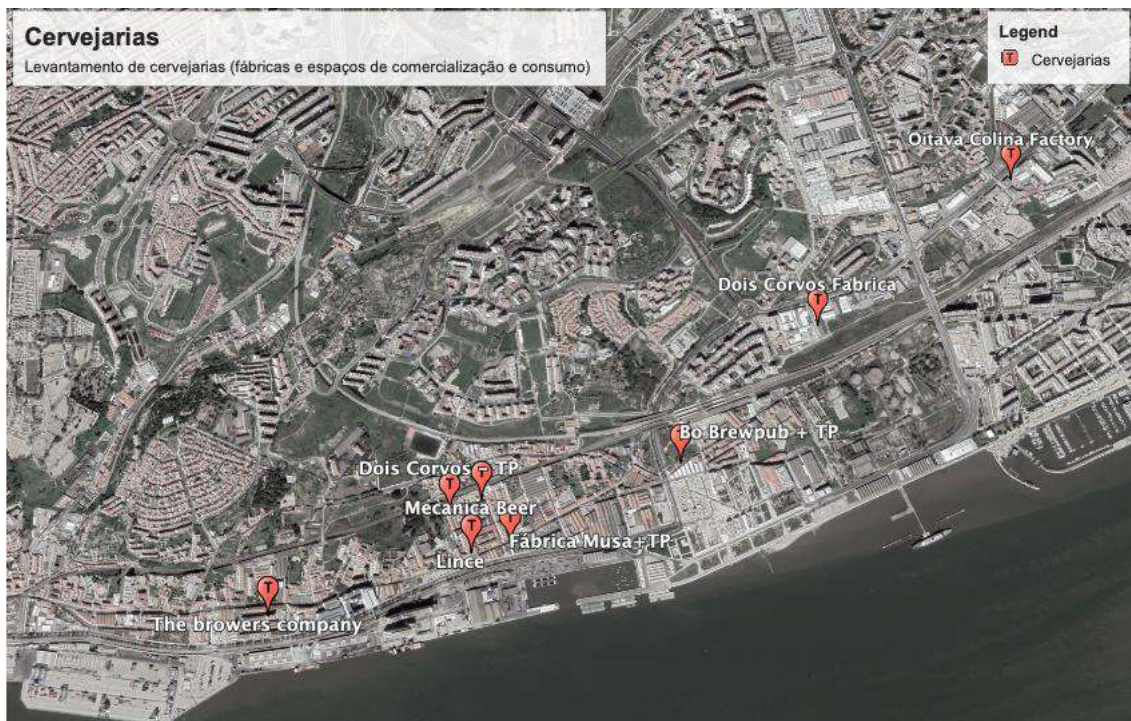 Cervejarias
Levantamento de cervejarias (fábricas e espaços de comercialização e consumo)
Legend
T Cervejarias
Oitava Colina Factory
T
Dois Corvos Fabrica
T
Bo Brewpub + TP
Dois Corvos - TP
T
T
Mecanica Beer
T
Fábrica Musa+TP
Lince
T
The browers company